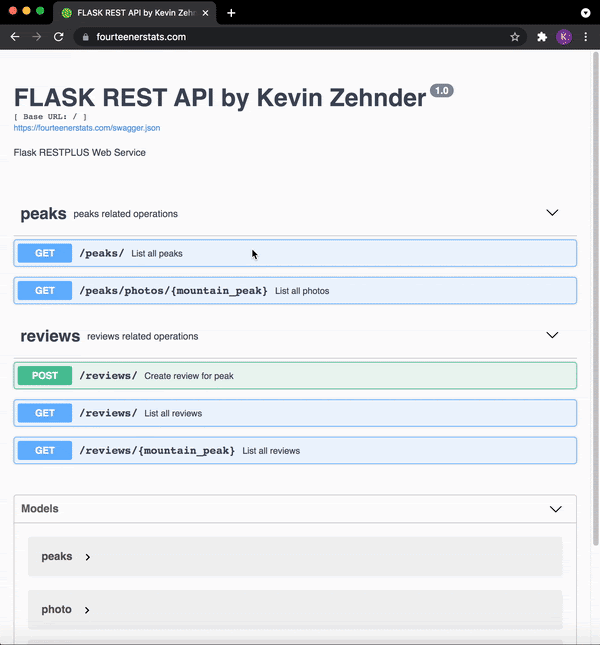 FLASK REST API by Kevin Zehn
fourteenerstats.com
K
FLASK REST API by Kevin Zehnder 1.0
[ Base URL: / ]
https://fourteenerstats.com/swagger.json
Flask RESTPLUS Web Service
peaks peaks related operations
GET /peaks/ List all peaks
GET /peaks/photos/{mountain_peak} List all photos
reviews reviews related operations
POST /reviews/ Create review for peak
GET /reviews/ List all reviews
GET /reviews/{mountain_peak} List all reviews
Models
peaks
photo